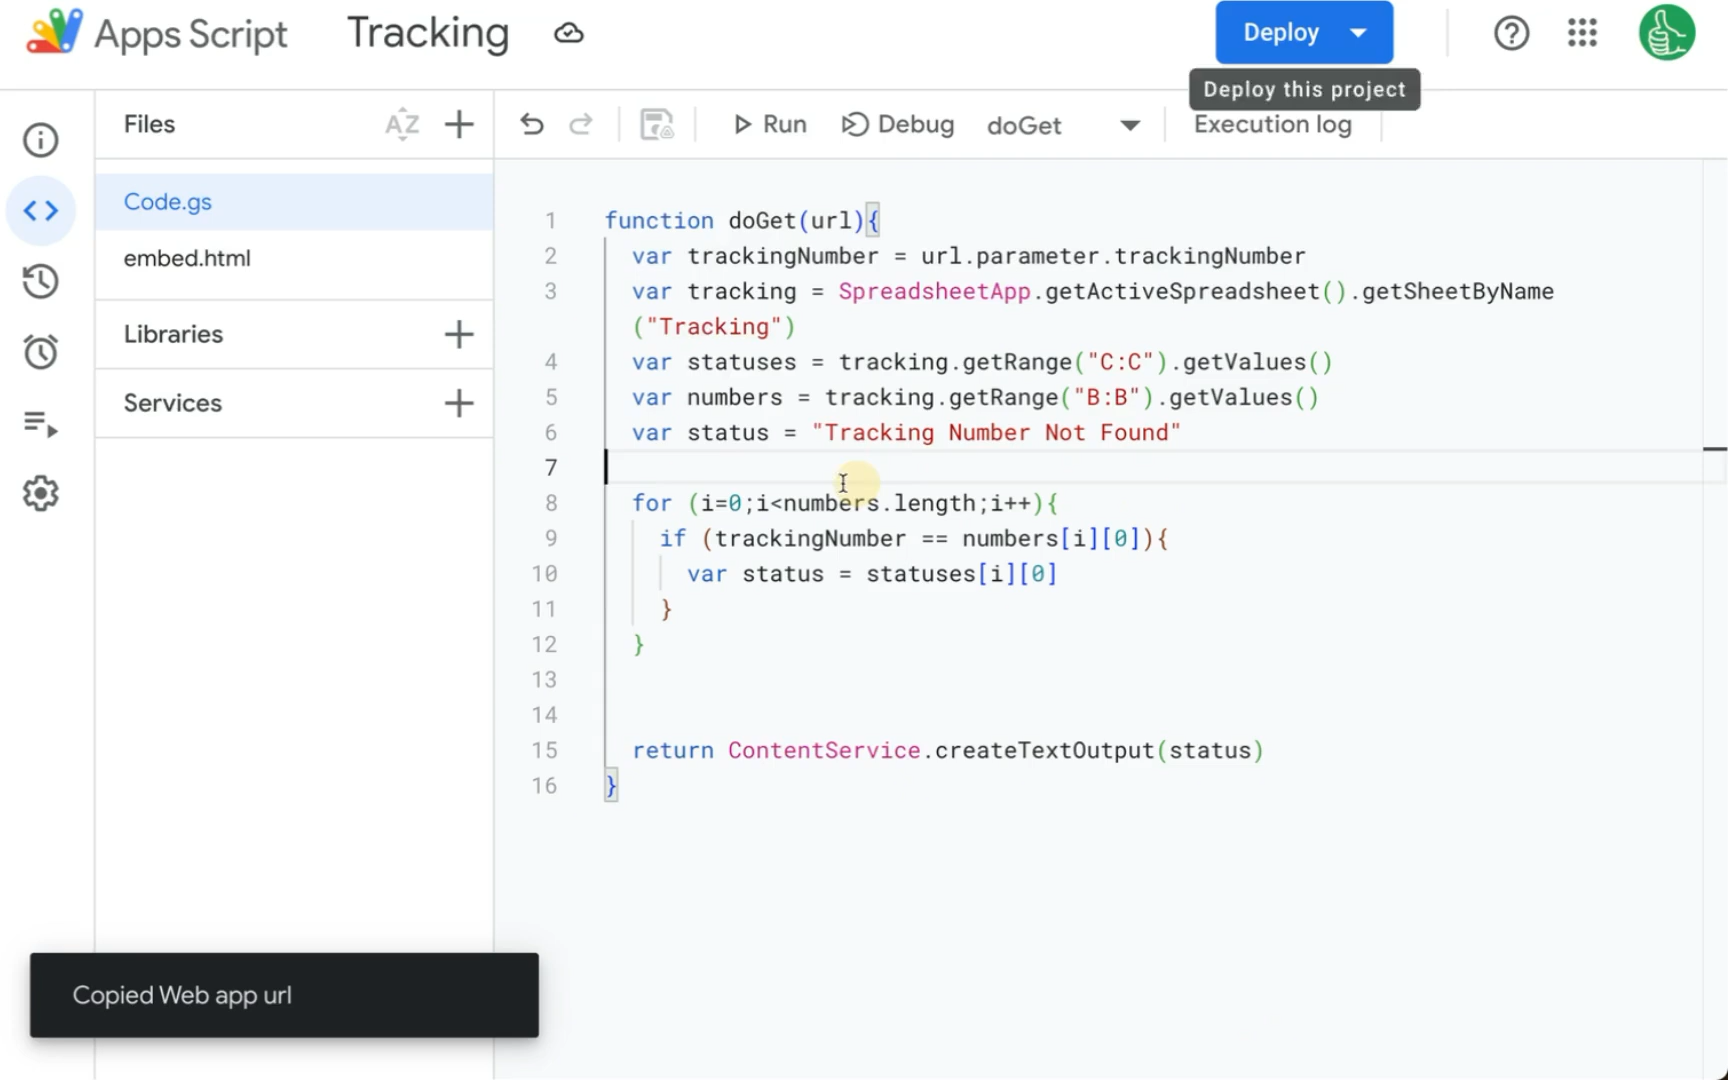 Apps Script Tracking Deploy
Deploy this project
Files AZ
Run Debug doGet Execution log
Code.gs
embed.html
Libraries
Services
1 function doGet(url){
2 var trackingNumber = url.parameter.trackingNumber
3 var tracking = SpreadsheetApp.getActiveSpreadsheet().getSheetByName
("Tracking")
4 var statuses = tracking.getRange("C:C").getValues()
5 var numbers = tracking.getRange("B:B").getValues()
6 var status = "Tracking Number Not Found"
7
8 for (i=0;i<numbers.length;i++){
9 if (trackingNumber == numbers[i][0]){
10 var status = statuses[i][0]
11 }
12 }
13
14
15 return ContentService.createTextOutput(status)
16 }
Copied Web app url